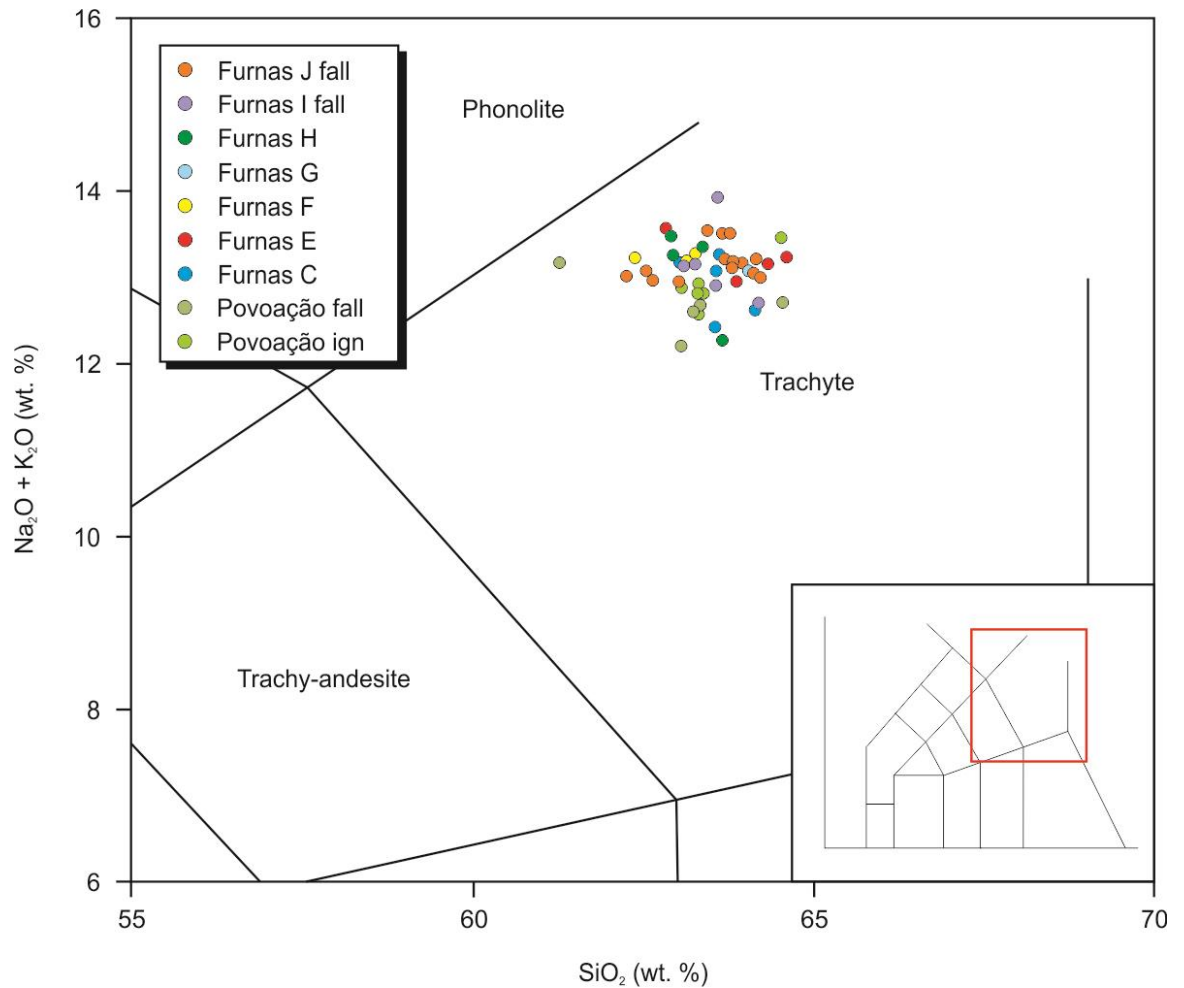 16
Furnas J fall
Furnas I fall
Furnas H
Furnas G
Furnas F
Furnas E
Furnas C
Povoação fall
Povoação ign
Phonolite
14
12
Trachyte
10
Na₂O + K₂O (wt. %)
Trachy-andesite
8
6
55 60 65 70
SiO₂ (wt. %)